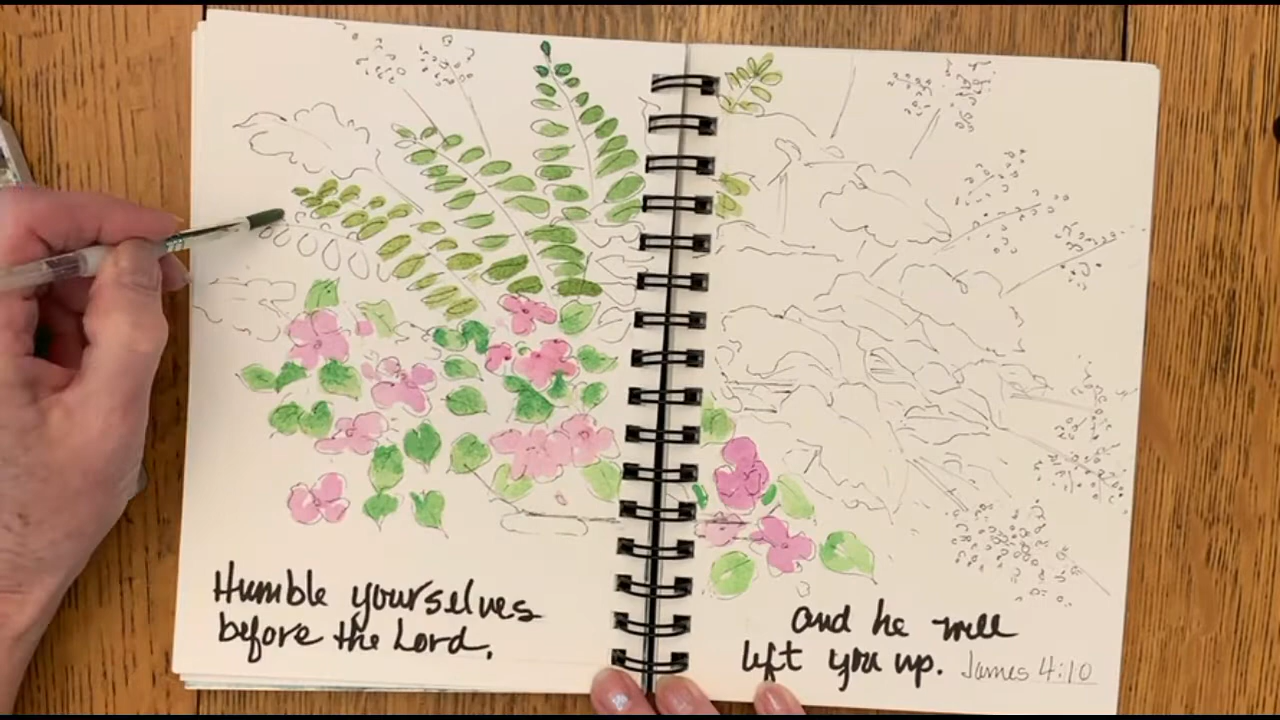 Humble yourselves
before the Lord,
and he will
lift you up. James 4:10